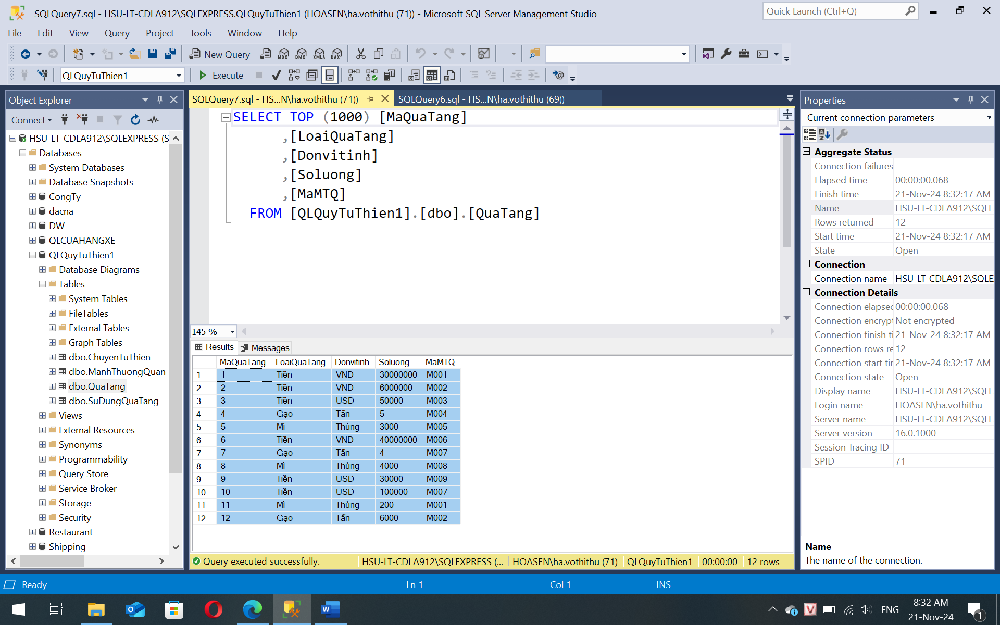 SQLQuery7.sql - HSU-LT-CDLA912\SQLEXPRESS.QLQuyTuThien1 (HOASEN\ha.vothithu (71)) - Microsoft SQL Server Management Studio
Quick Launch (Ctrl+Q)
File Edit View Query Project Tools Window Help
New Query MDX DMX XMLA DAX
QLQuyTuThien1 Execute
Object Explorer
Connect
HSU-LT-CDLA912\SQLEXPRESS (S
Databases
System Databases
Database Snapshots
CongTy
dacna
DW
QLCUAHANGXE
QLQuyTuThien1
Database Diagrams
Tables
System Tables
FileTables
External Tables
Graph Tables
dbo.ChuyenTuThien
dbo.ManhThuongQuan
dbo.QuaTang
dbo.SuDungQuaTang
Views
External Resources
Synonyms
Programmability
Query Store
Service Broker
Storage
Security
Restaurant
Shipping
SQLQuery7.sql - HS...N\ha.vothithu (71)) SQLQuery6.sql - HS...N\ha.vothithu (69))
SELECT TOP (1000) [MaQuaTang]
,[LoaiQuaTang]
,[Donvitinh]
,[Soluong]
,[MaMTQ]
FROM [QLQuyTuThien1].[dbo].[QuaTang]
145 %
Results Messages
MaQuaTang LoaiQuaTang Donvitinh Soluong MaMTQ
1 1 Tiền VND 30000000 M001
2 2 Tiền VND 6000000 M002
3 3 Tiền USD 50000 M003
4 4 Gạo Tấn 5 M004
5 5 Mì Thùng 3000 M005
6 6 Tiền VND 40000000 M006
7 7 Gạo Tấn 4 M007
8 8 Mì Thùng 4000 M008
9 9 Tiền USD 30000 M009
10 10 Tiền USD 100000 M007
11 11 Mì Thùng 200 M001
12 12 Gạo Tấn 6000 M002
Query executed successfully. HSU-LT-CDLA912\SQLEXPRESS (... HOASEN\ha.vothithu (71) QLQuyTuThien1 00:00:00 12 rows
Properties
Current connection parameters
Aggregate Status
Connection failures
Elapsed time 00:00:00.068
Finish time 21-Nov-24 8:32:17 AM
Name HSU-LT-CDLA912\SQLE
Rows returned 12
Start time 21-Nov-24 8:32:17 AM
State Open
Connection
Connection name HSU-LT-CDLA912\SQLE
Connection Details
Connection elapsec 00:00:00.068
Connection encryp Not encrypted
Connection finish ti 21-Nov-24 8:32:17 AM
Connection rows re 12
Connection start tir 21-Nov-24 8:32:17 AM
Connection state Open
Display name HSU-LT-CDLA912\SQLE
Login name HOASEN\ha.vothithu
Server name HSU-LT-CDLA912\SQLE
Server version 16.0.1000
Session Tracing ID
SPID 71
Name
The name of the connection.
Ready Ln 1 Col 1 INS
ENG
8:32 AM
21-Nov-24
1